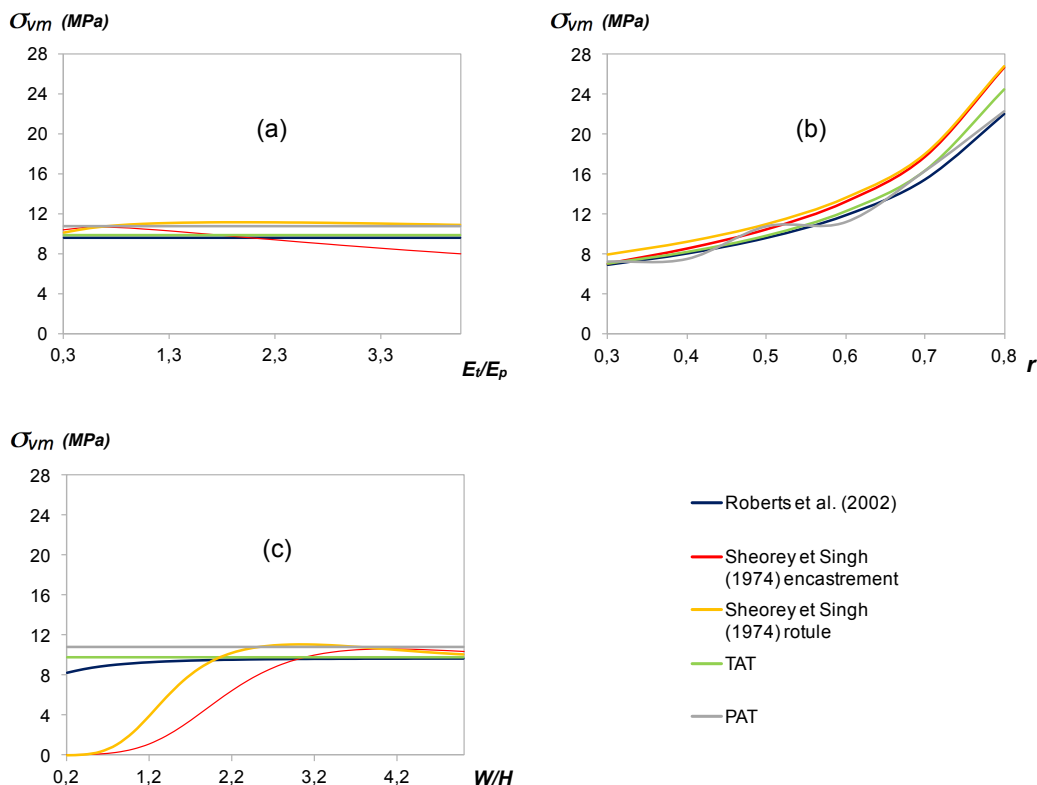 σvm (MPa)
28
24
20
16
12
8
4
0
(a)
0,3 1,3 2,3 3,3
Et/Ep
σvm (MPa)
28
24
20
16
12
8
4
0
(b)
0,3 0,4 0,5 0,6 0,7 0,8
r
σvm (MPa)
28
24
20
16
12
8
4
0
(c)
0,2 1,2 2,2 3,2 4,2
W/H
Roberts et al. (2002)
Sheorey et Singh
(1974) encastrement
Sheorey et Singh
(1974) rotule
TAT
PAT